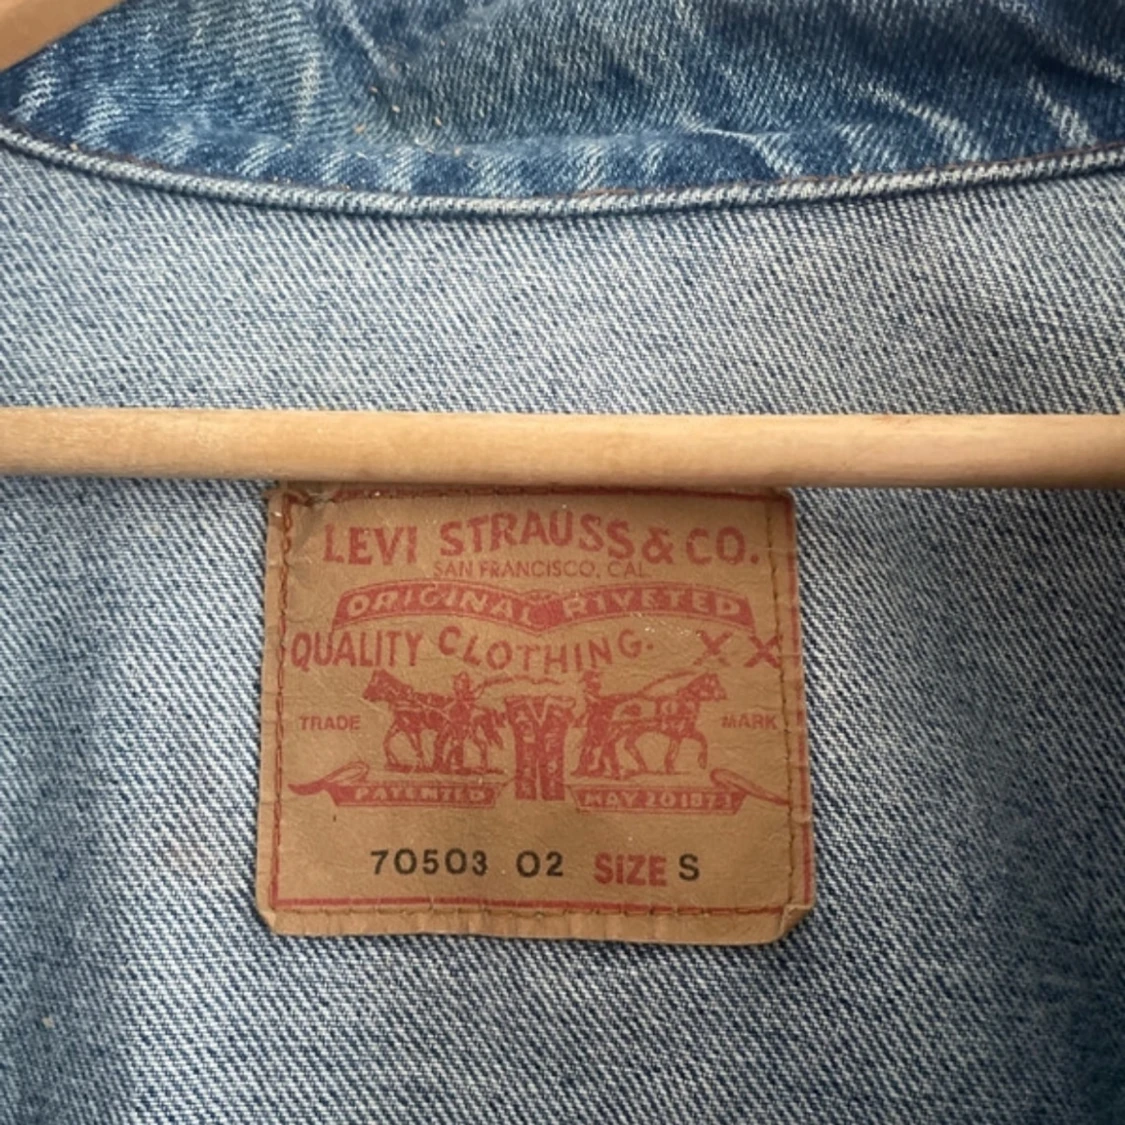 LEVI STRAUSS & CO.
SAN FRANCISCO, CAL
ORIGINAL RIVETED
QUALITY CLOTHING. XX
TRADE MARK
PATENTED MAY 20 1873
70503 02 SIZE S